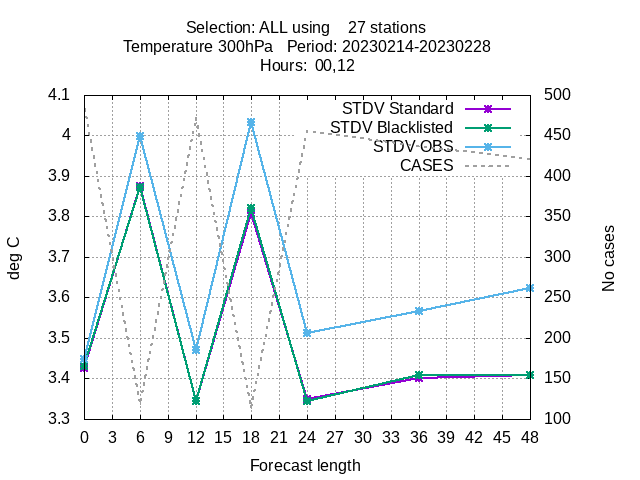 Selection: ALL using    27 stations
Temperature 300hPa   Period: 20230214-20230228
Hours:  00,12
STDV Standard
STDV Blacklisted
STDV OBS
CASES
4.1
4
3.9
3.8
3.7
3.6
3.5
3.4
3.3
500
450
400
350
300
250
200
150
100
deg C
No cases
0 3 6 9 12 15 18 21 24 27 30 33 36 39 42 45 48
Forecast length